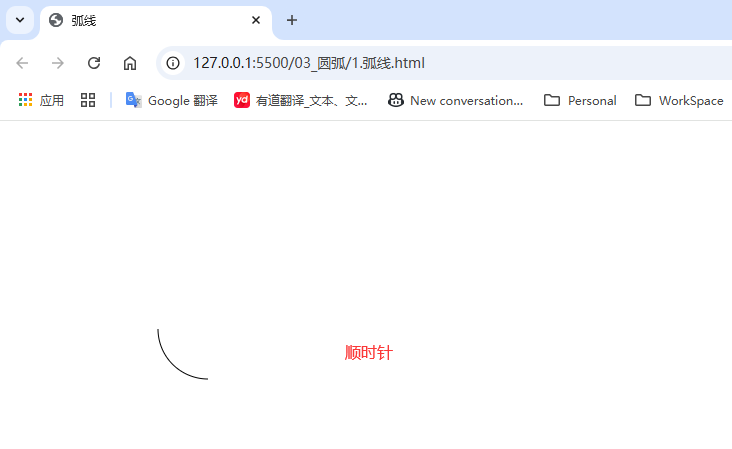 弧线
127.0.0.1:5500/03_圆弧/1.弧线.html
应用 Google 翻译 yd 有道翻译_文本、文... New conversation... Personal WorkSpace
顺时针